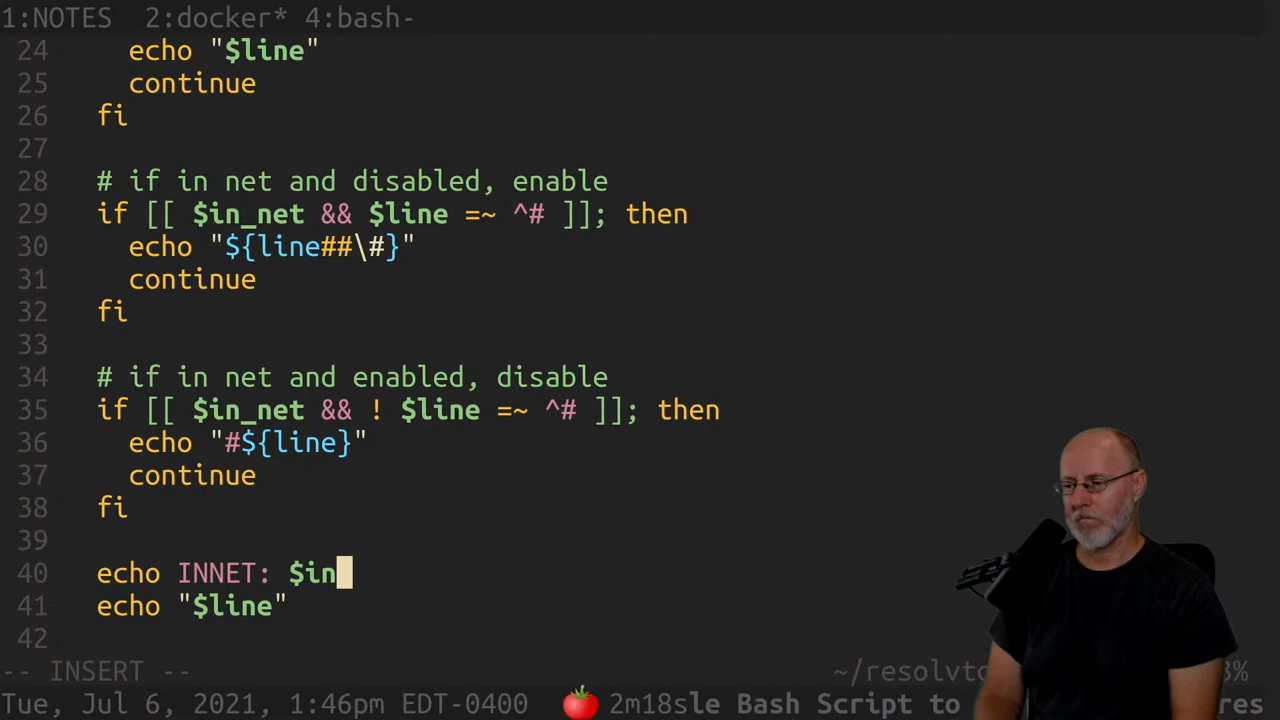 1:NOTES 2:docker* 4:bash-
24 echo "$line"
25 continue
26 fi
27
28 # if in net and disabled, enable
29 if [[ $in_net && $line =~ ^# ]]; then
30 echo "${line##\#}"
31 continue
32 fi
33
34 # if in net and enabled, disable
35 if [[ $in_net && ! $line =~ ^# ]]; then
36 echo "#${line}"
37 continue
38 fi
39
40 echo INNET: $in
41 echo "$line"
42
-- INSERT -- ~/resolvto %
Tue, Jul 6, 2021, 1:46pm EDT-0400 🍅 2m18sle Bash Script to res